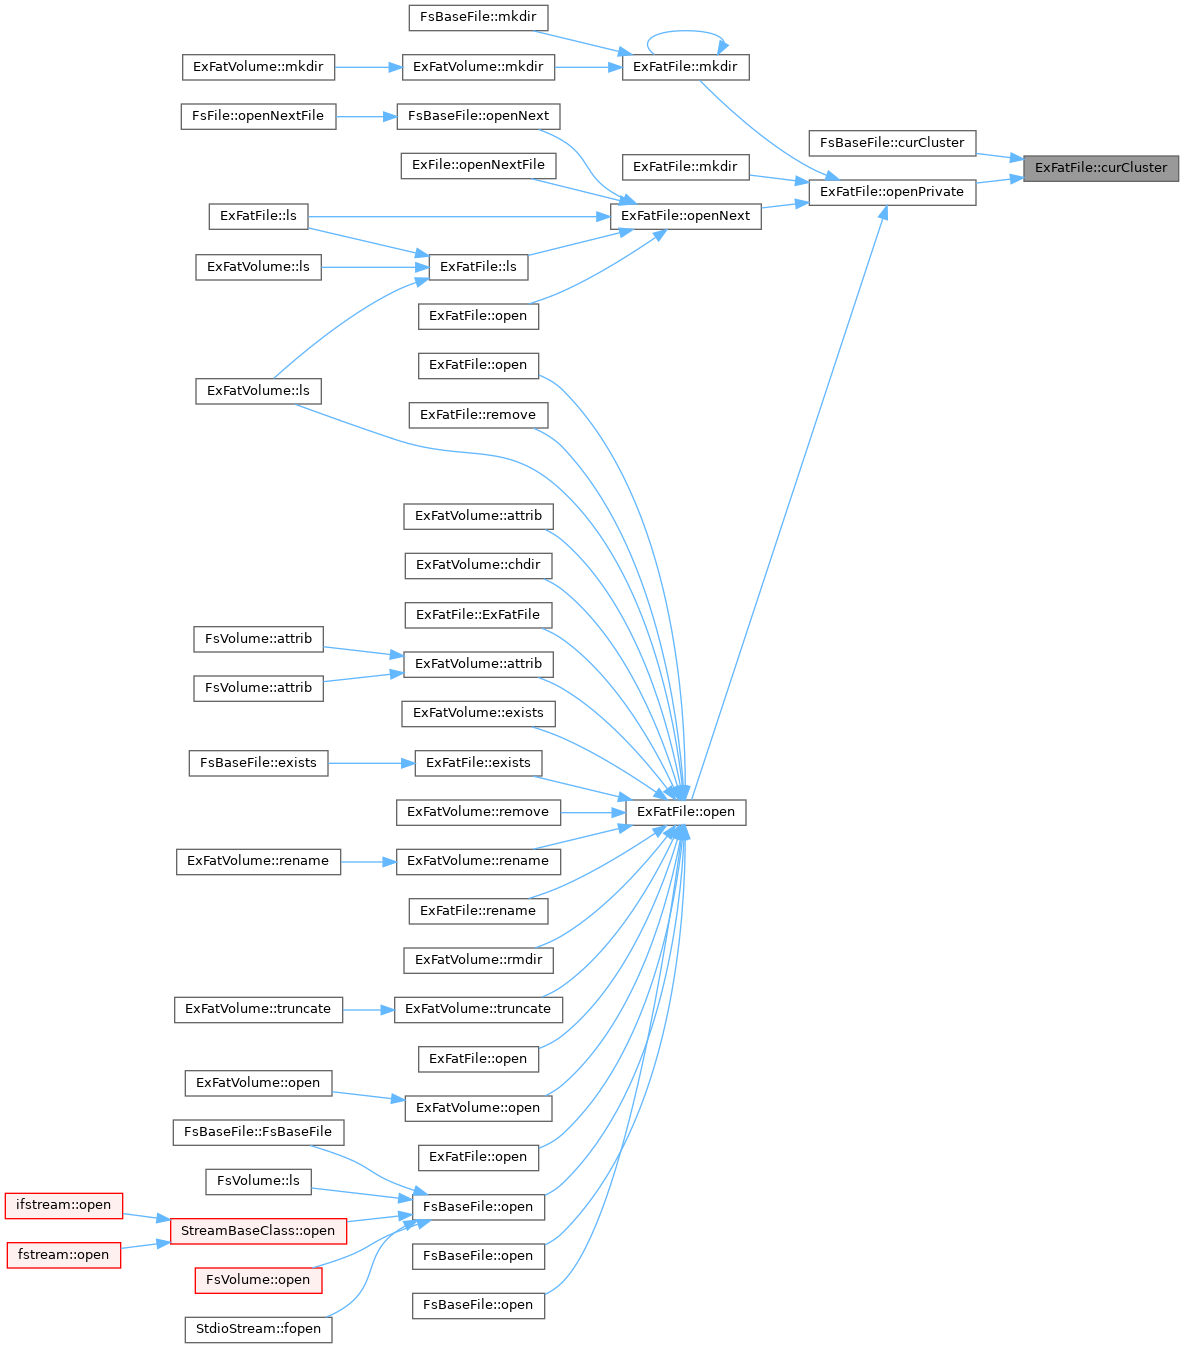 FsBaseFile::mkdir
ExFatVolume::mkdir
ExFatVolume::mkdir
ExFatFile::mkdir
FsFile::openNextFile
FsBaseFile::openNext
FsBaseFile::curCluster
ExFile::openNextFile
ExFatFile::mkdir
ExFatFile::curCluster
ExFatFile::openPrivate
ExFatFile::ls
ExFatFile::openNext
ExFatVolume::ls
ExFatFile::ls
ExFatFile::open
ExFatFile::open
ExFatVolume::ls
ExFatFile::remove
ExFatVolume::attrib
ExFatVolume::chdir
ExFatFile::ExFatFile
FsVolume::attrib
ExFatVolume::attrib
FsVolume::attrib
ExFatVolume::exists
FsBaseFile::exists
ExFatFile::exists
ExFatVolume::remove
ExFatFile::open
ExFatVolume::rename
ExFatVolume::rename
ExFatFile::rename
ExFatVolume::rmdir
ExFatVolume::truncate
ExFatVolume::truncate
ExFatFile::open
ExFatVolume::open
ExFatVolume::open
FsBaseFile::FsBaseFile
ExFatFile::open
FsVolume::ls
ifstream::open
FsBaseFile::open
StreamBaseClass::open
fstream::open
FsBaseFile::open
FsVolume::open
FsBaseFile::open
StdioStream::fopen